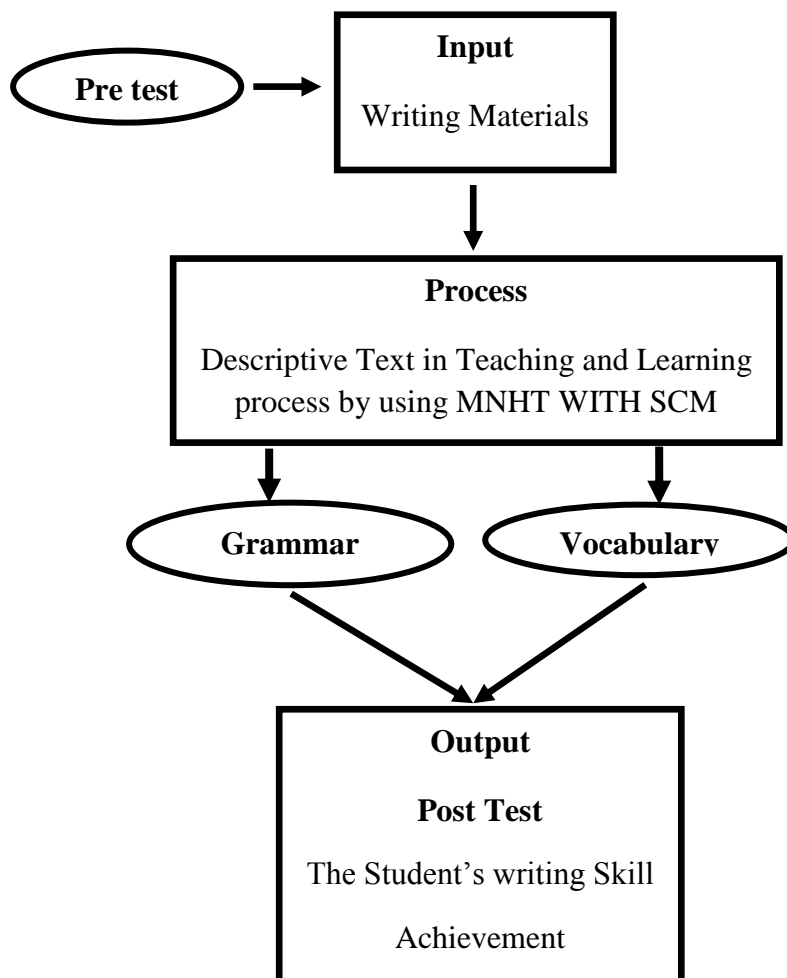 Input
Pre test
Writing Materials
Process
Descriptive Text in Teaching and Learning
process by using MNHT WITH SCM
Grammar
Vocabulary
Output
Post Test
The Student’s writing Skill
Achievement